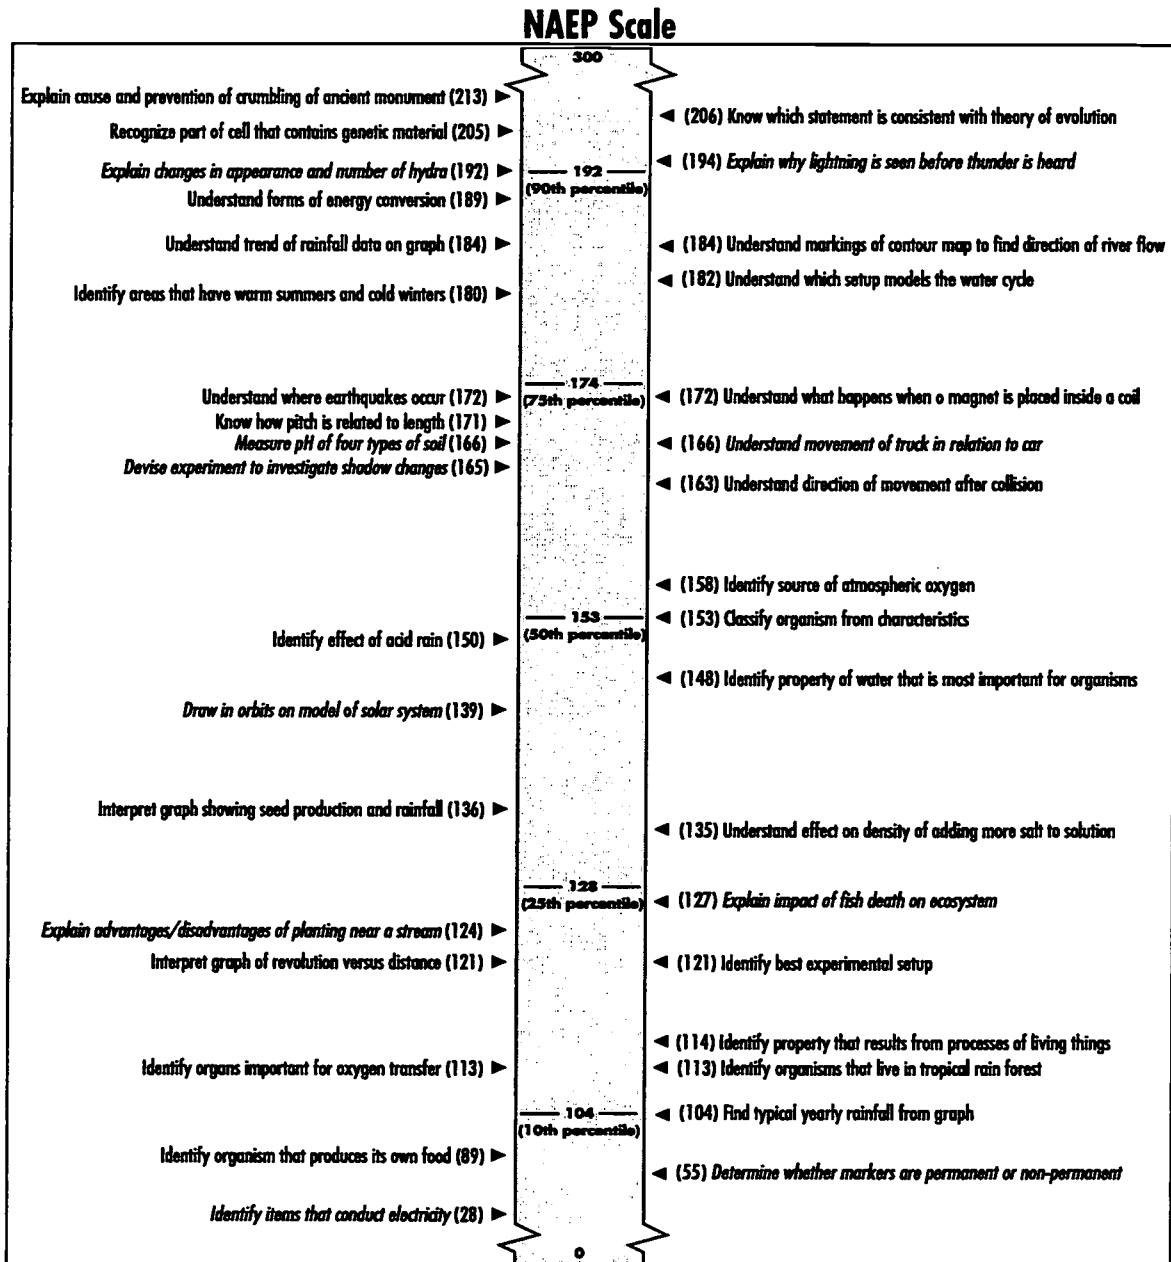 NAEP Scale
300
Explain cause and prevention of crumbling of ancient monument (213) ►
◄ (206) Know which statement is consistent with theory of evolution
Recognize part of cell that contains genetic material (205) ►
◄ (194) Explain why lightning is seen before thunder is heard
Explain changes in appearance and number of hydra (192) ►
192
(90th percentile)
Understand forms of energy conversion (189) ►
Understand trend of rainfall data on graph (184) ►
◄ (184) Understand markings of contour map to find direction of river flow
◄ (182) Understand which setup models the water cycle
Identify areas that have warm summers and cold winters (180) ►
174
(75th percentile)
Understand where earthquakes occur (172) ►
◄ (172) Understand what happens when o magnet is placed inside a coil
Know how pitch is related to length (171) ►
Measure pH of four types of soil (166) ►
◄ (166) Understand movement of truck in relation to car
Devise experiment to investigate shadow changes (165) ►
◄ (163) Understand direction of movement after collision
◄ (158) Identify source of atmospheric oxygen
153
(50th percentile)
◄ (153) Classify organism from characteristics
Identify effect of acid rain (150) ►
◄ (148) Identify property of water that is most important for organisms
Draw in orbits on model of solar system (139) ►
Interpret graph showing seed production and rainfall (136) ►
◄ (135) Understand effect on density of adding more salt to solution
128
(25th percentile)
◄ (127) Explain impact of fish death on ecosystem
Explain advantages/disadvantages of planting near a stream (124) ►
Interpret graph of revolution versus distance (121) ►
◄ (121) Identify best experimental setup
◄ (114) Identify property that results from processes of living things
Identify organs important for oxygen transfer (113) ►
◄ (113) Identify organisms that live in tropical rain forest
104
(10th percentile)
◄ (104) Find typical yearly rainfall from graph
Identify organism that produces its own food (89) ►
◄ (55) Determine whether markers are permanent or non-permanent
Identify items that conduct electricity (28) ►
0